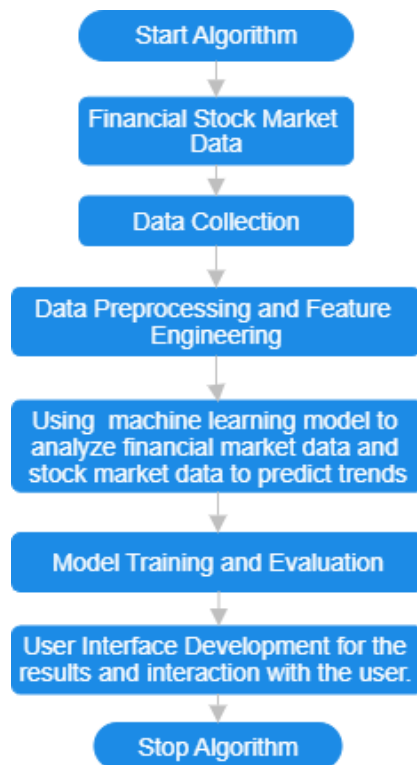 Start Algorithm
Financial Stock Market
Data
Data Collection
Data Preprocessing and Feature
Engineering
Using machine learning model to
analyze financial market data and
stock market data to predict trends
Model Training and Evaluation
User Interface Development for the
results and interaction with the user.
Stop Algorithm